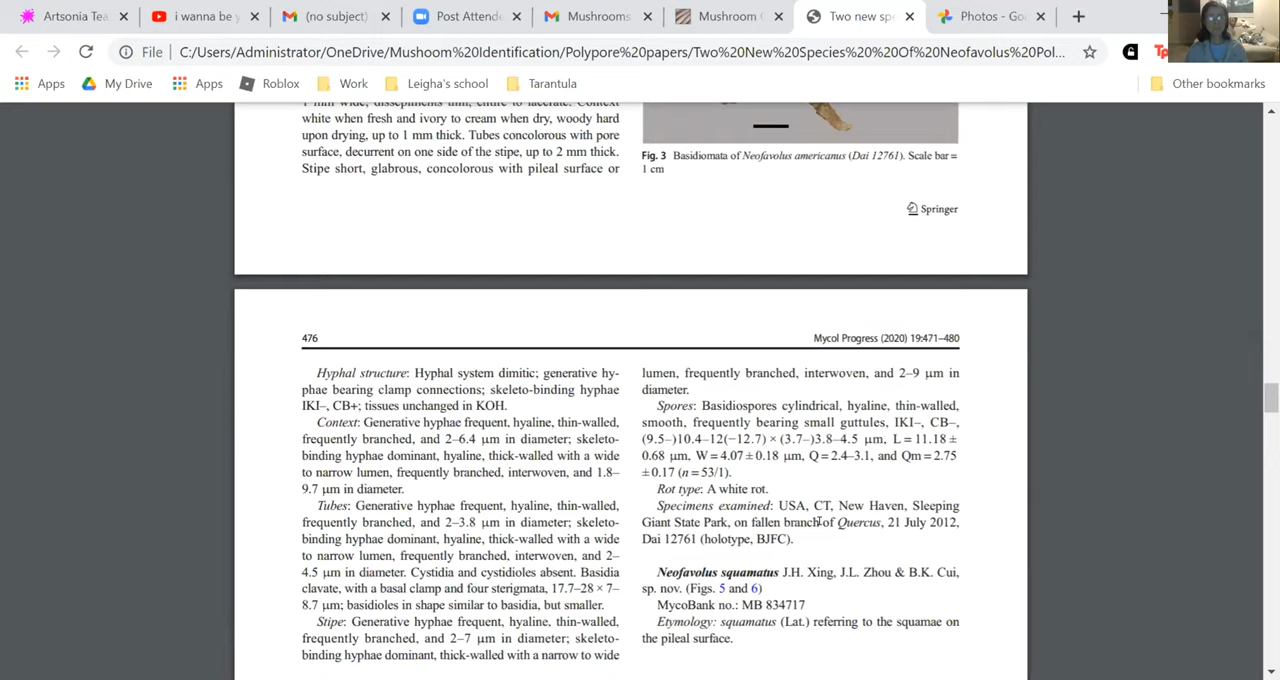 Artsonia Tea
i wanna be y
(no subject)
Post Attende
Mushrooms
Mushroom
Two new spe
Photos - Goo
File
C:/Users/Administrator/OneDrive/Mushoom%20Identification/Polypore%20papers/Two%20New%20Species%20%20Of%20Neofavolus%20Pol...
Apps
My Drive
Apps
Roblox
Work
Leigha's school
Tarantula
Other bookmarks
1 mm wide, dissepiments thin, entire to lacerate. Context
white when fresh and ivory to cream when dry, woody hard
upon drying, up to 1 mm thick. Tubes concolorous with pore
surface, decurrent on one side of the stipe, up to 2 mm thick.
Stipe short, glabrous, concolorous with pileal surface or
Fig. 3 Basidiomata of Neofavolus americanus (Dai 12761). Scale bar =
1 cm
Springer
476
Mycol Progress (2020) 19:471–480
Hyphal structure: Hyphal system dimitic; generative hy-
phae bearing clamp connections; skeleto-binding hyphae
IKI–, CB+; tissues unchanged in KOH.
Context: Generative hyphae frequent, hyaline, thin-walled,
frequently branched, and 2–6.4 μm in diameter; skeleto-
binding hyphae dominant, hyaline, thick-walled with a wide
to narrow lumen, frequently branched, interwoven, and 1.8–
9.7 μm in diameter.
Tubes: Generative hyphae frequent, hyaline, thin-walled,
frequently branched, and 2–3.8 μm in diameter; skeleto-
binding hyphae dominant, hyaline, thick-walled with a wide
to narrow lumen, frequently branched, interwoven, and 2–
4.5 μm in diameter. Cystidia and cystidioles absent. Basidia
clavate, with a basal clamp and four sterigmata, 17.7–28 × 7–
8.7 μm; basidioles in shape similar to basidia, but smaller.
Stipe: Generative hyphae frequent, hyaline, thin-walled,
frequently branched, and 2–7 μm in diameter; skeleto-
binding hyphae dominant, thick-walled with a narrow to wide
lumen, frequently branched, interwoven, and 2–9 μm in
diameter.
Spores: Basidiospores cylindrical, hyaline, thin-walled,
smooth, frequently bearing small guttules, IKI–, CB–,
(9.5–)10.4–12(–12.7) × (3.7–)3.8–4.5 μm, L = 11.18 ±
0.68 μm, W = 4.07 ± 0.18 μm, Q = 2.4–3.1, and Qm = 2.75
± 0.17 (n = 53/1).
Rot type: A white rot.
Specimens examined: USA, CT, New Haven, Sleeping
Giant State Park, on fallen branch of Quercus, 21 July 2012,
Dai 12761 (holotype, BJFC).
Neofavolus squamatus J.H. Xing, J.L. Zhou & B.K. Cui,
sp. nov. (Figs. 5 and 6)
MycoBank no.: MB 834717
Etymology: squamatus (Lat.) referring to the squamae on
the pileal surface.